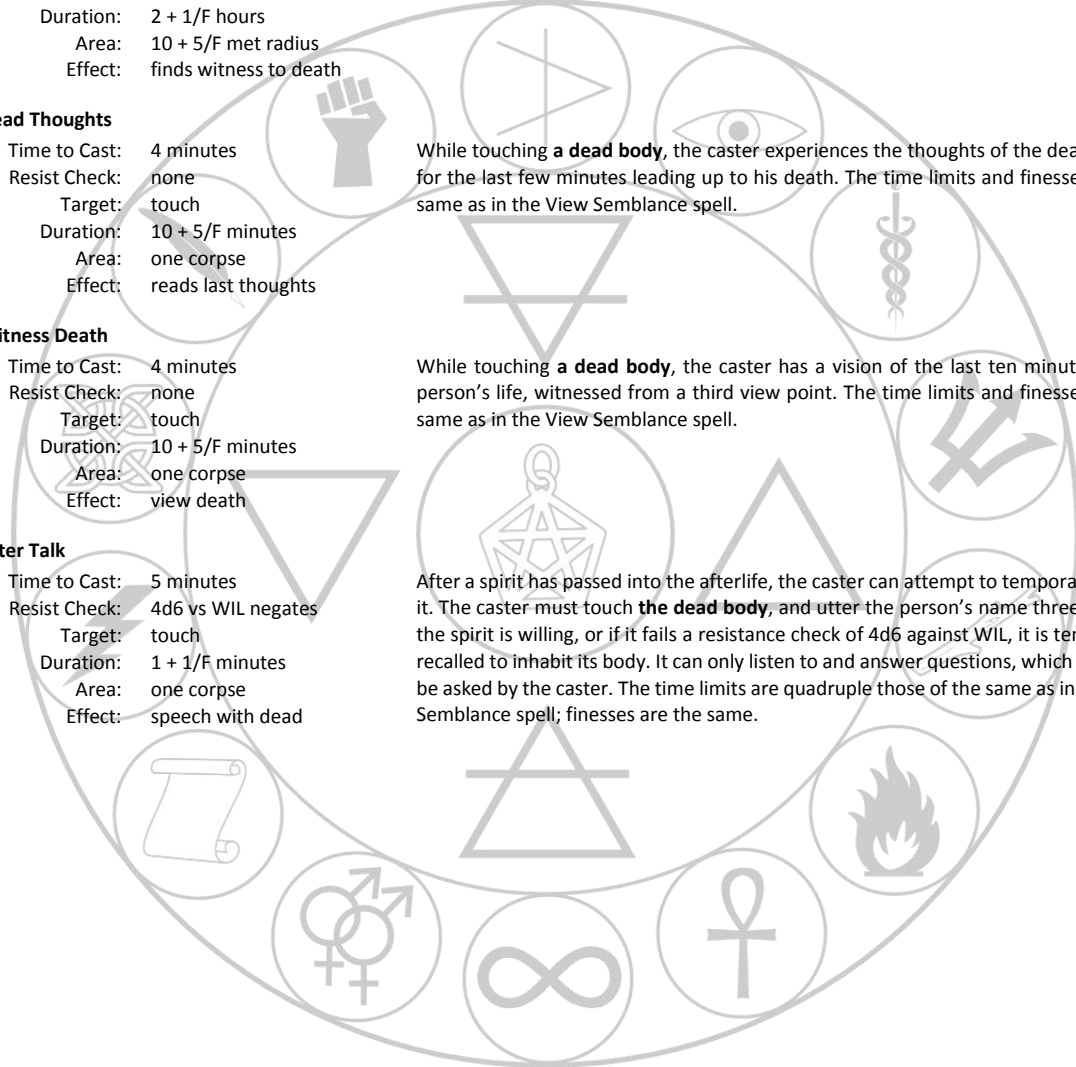 Duration: 2 + 1/F hours
Area: 10 + 5/F met radius
Effect: finds witness to death
ead Thoughts
Time to Cast: 4 minutes
Resist Check: none
Target: touch
Duration: 10 + 5/F minutes
Area: one corpse
Effect: reads last thoughts
While touching a dead body, the caster experiences the thoughts of the dea
for the last few minutes leading up to his death. The time limits and finesse
same as in the View Semblance spell.
itness Death
Time to Cast: 4 minutes
Resist Check: none
Target: touch
Duration: 10 + 5/F minutes
Area: one corpse
Effect: view death
While touching a dead body, the caster has a vision of the last ten minut
person's life, witnessed from a third view point. The time limits and finesse
same as in the View Semblance spell.
ter Talk
Time to Cast: 5 minutes
Resist Check: 4d6 vs WIL negates
Target: touch
Duration: 1 + 1/F minutes
Area: one corpse
Effect: speech with dead
After a spirit has passed into the afterlife, the caster can attempt to tempora
it. The caster must touch the dead body, and utter the person's name three
the spirit is willing, or if it fails a resistance check of 4d6 against WIL, it is ten
recalled to inhabit its body. It can only listen to and answer questions, which
be asked by the caster. The time limits are quadruple those of the same as in
Semblance spell; finesses are the same.